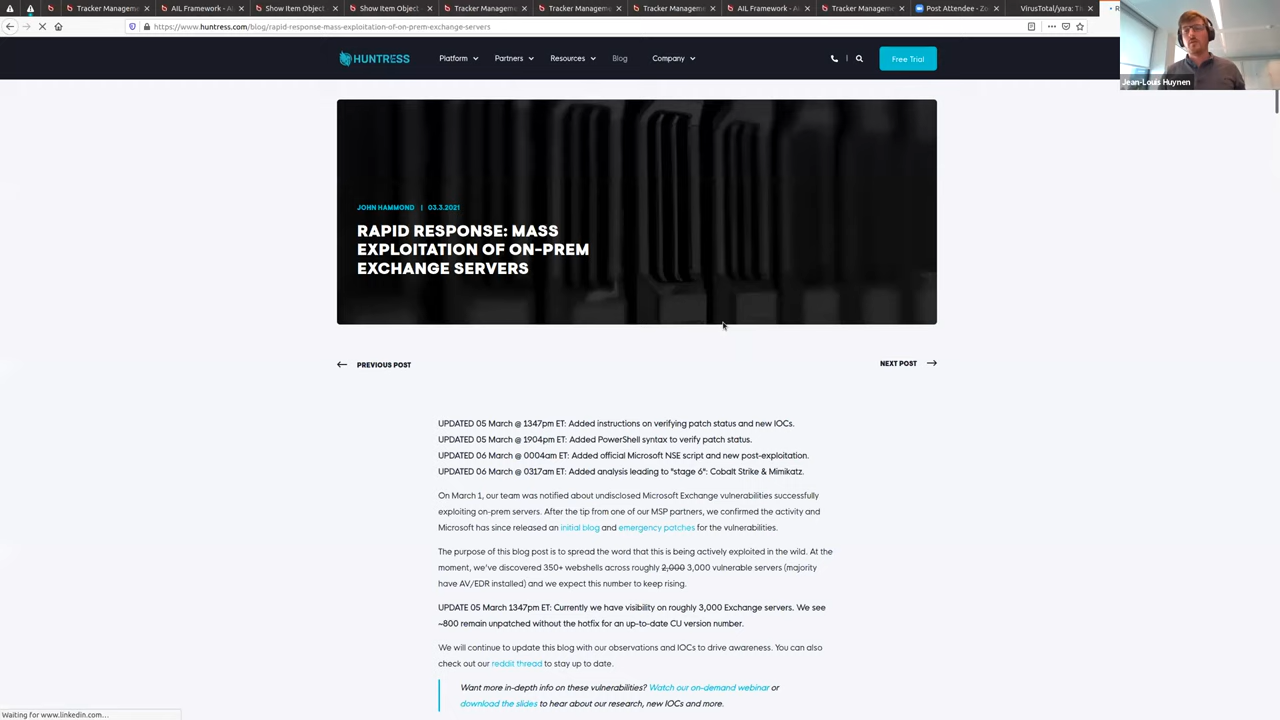 Tracker Manageme
AIL Framework - AI
Show Item Object
Show Item Object
Tracker Manageme
Tracker Manageme
Tracker Manageme
AIL Framework - AI
Tracker Manageme
Post Attendee - Zo
VirusTotal/yara: Th
https://www.huntress.com/blog/rapid-response-mass-exploitation-of-on-prem-exchange-servers
Jean-Louis Huynen
HUNTRESS
Platform
Partners
Resources
Blog
Company
Free Trial
JOHN HAMMOND | 03.3.2021
RAPID RESPONSE: MASS
EXPLOITATION OF ON-PREM
EXCHANGE SERVERS
PREVIOUS POST
NEXT POST
UPDATED 05 March @ 1347pm ET: Added instructions on verifying patch status and new IOCs.
UPDATED 05 March @ 1904pm ET: Added PowerShell syntax to verify patch status.
UPDATED 06 March @ 0004am ET: Added official Microsoft NSE script and new post-exploitation.
UPDATED 06 March @ 0317am ET: Added analysis leading to "stage 6": Cobalt Strike & Mimikatz.
On March 1, our team was notified about undisclosed Microsoft Exchange vulnerabilities successfully
exploiting on-prem servers. After the tip from one of our MSP partners, we confirmed the activity and
Microsoft has since released an initial blog and emergency patches for the vulnerabilities.
The purpose of this blog post is to spread the word that this is being actively exploited in the wild. At the
moment, we've discovered 350+ webshells across roughly 2,000 3,000 vulnerable servers (majority
have AV/EDR installed) and we expect this number to keep rising.
UPDATE 05 March 1347pm ET: Currently we have visibility on roughly 3,000 Exchange servers. We see
~800 remain unpatched without the hotfix for an up-to-date CU version number.
We will continue to update this blog with our observations and IOCs to drive awareness. You can also
check out our reddit thread to stay up to date.
Want more in-depth info on these vulnerabilities? Watch our on-demand webinar or
download the slides to hear about our research, new IOCs and more.
Waiting for www.linkedin.com...